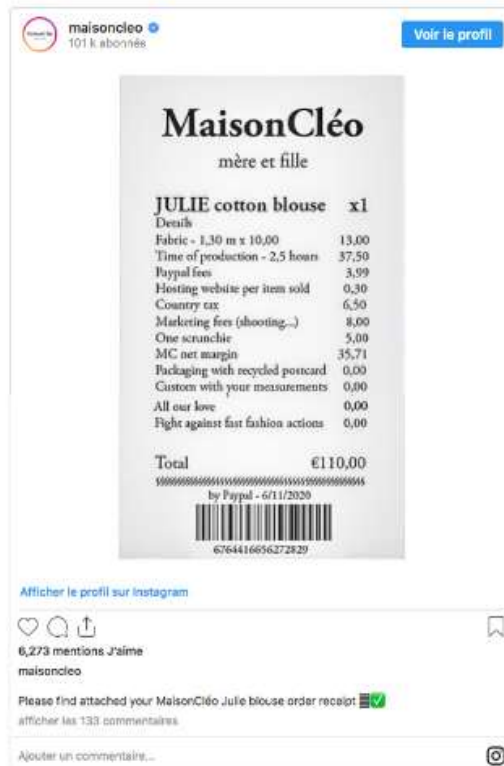 maisoncleo
101 k abonnés
Voir le profil
MaisonCléo
mère et fille
JULIE cotton blouse x1
Details
Fabric - 1,30 m x 10,00 13,00
Time of production - 2,5 hours 37,50
Paypal fees 3,99
Hosting website per item sold 0,30
Country tax 6,50
Marketing fees (shooting...) 8,00
One scrunchie 5,00
MC net margin 35,71
Packaging with recycled postcard 0,00
Custom with your measurements 0,00
All our love 0,00
Fight against fast fashion actions 0,00
Total €110,00
by Paypal - 6/11/2020
6764416656272829
Afficher le profil sur Instagram
6,273 mentions J'aime
maisoncleo
Please find attached your MaisonCléo Julie blouse order receipt
afficher les 133 commentaires
Ajouter un commentaire...